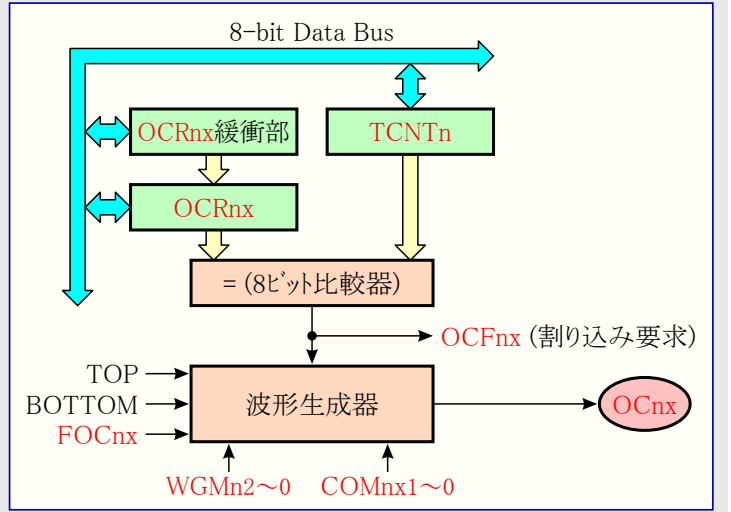 8-bit Data Bus
OCRnx緩衝部
TCNTn
OCRnx
= (8ビット比較器)
OCFnx (割り込み要求)
TOP
BOTTOM
FOCnx
波形生成器
OCnx
WGMn2～0
COMnx1～0